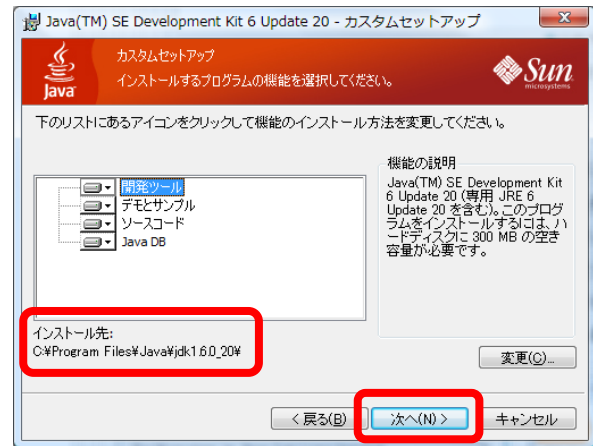 Java(TM) SE Development Kit 6 Update 20 - カスタムセットアップ
カスタムセットアップ
インストールするプログラムの機能を選択してください。
Java
Sun
microsystems
下のリストにあるアイコンをクリックして機能のインストール方法を変更してください。
開発ツール
デモとサンプル
ソースコード
Java DB
機能の説明
Java(TM) SE Development Kit
6 Update 20 (専用 JRE 6
Update 20 を含む)。このプログ
ラムをインストールするには、ハ
ードディスクに 300 MB の空き
容量が必要です。
インストール先:
C:¥Program Files¥Java¥jdk1.6.0_20¥
変更(C)...
< 戻る(B)
次へ(N) >
キャンセル